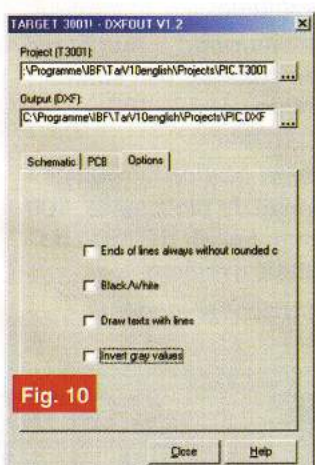 TARGET 3001! - DXFOUT V1.2
Project (T3001):
:\Programme\IBF\TarV10english\Projects\PIC.T3001
...
Output (DXF):
C:\Programme\IBF\TarV10english\Projects\PIC.DXF
...
Schematic PCB Options
Ends of lines always without rounded c
Black/White
Draw texts with lines
Invert gray values
Fig. 10
Close Help